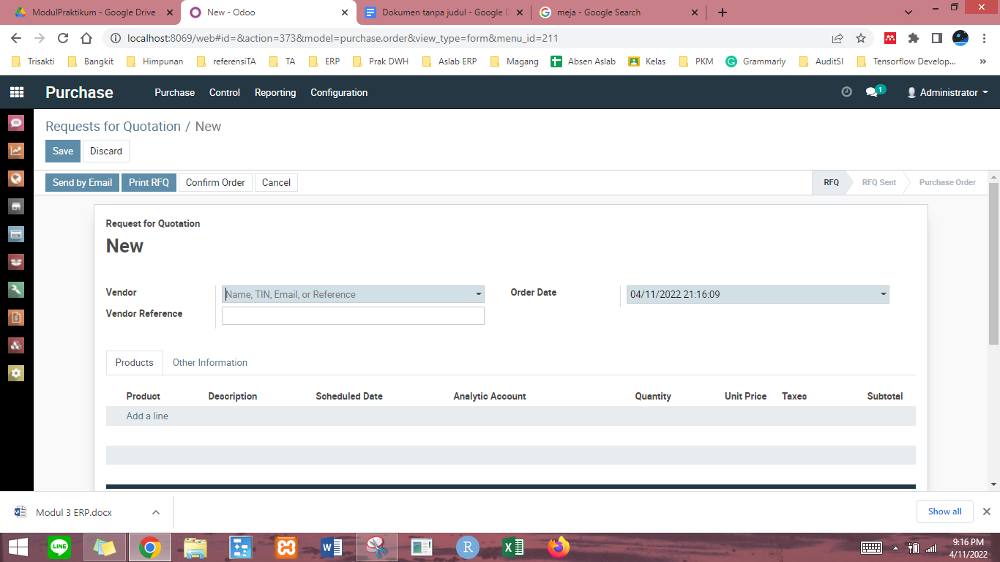 ModulPraktikum - Google Drive
New - Odoo
Dokumen tanpa judul - Google D
meja - Google Search
localhost:8069/web#id=&action=373&model=purchase.order&view_type=form&menu_id=211
Trisakti Bangkit Himpunan referensiTA TA ERP Prak DWH Aslab ERP Magang Absen Aslab Kelas PKM Grammarly AuditSI Tensorflow Develop... »
Purchase Purchase Control Reporting Configuration 1 Administrator
Requests for Quotation / New
Save Discard
Send by Email Print RFQ Confirm Order Cancel RFQ RFQ Sent Purchase Order
Request for Quotation
New
Vendor Name, TIN, Email, or Reference Order Date 04/11/2022 21:16:09
Vendor Reference
Products Other Information
Product Description Scheduled Date Analytic Account Quantity Unit Price Taxes Subtotal
Add a line
Modul 3 ERP.docx Show all
LINE
R
9:16 PM
4/11/2022